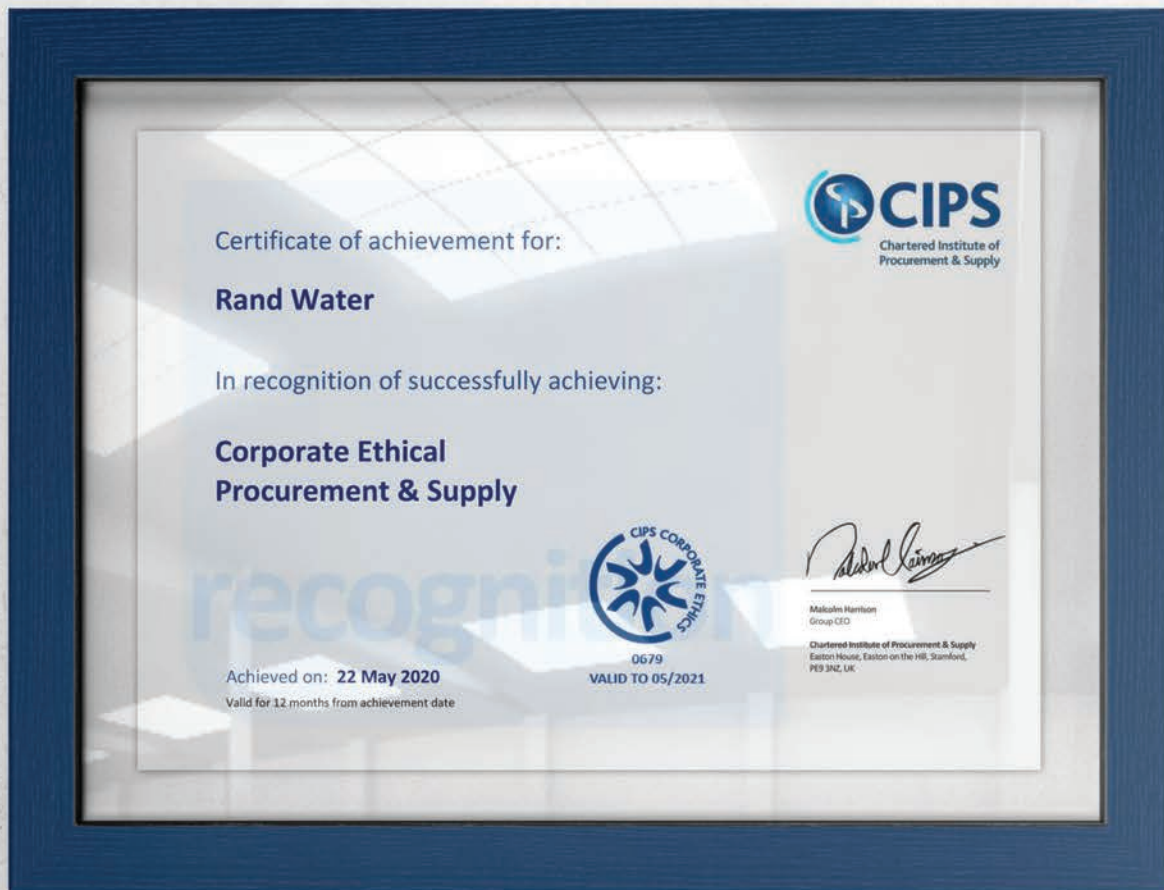 CIPS
Chartered Institute of
Procurement & Supply
Certificate of achievement for:
Rand Water
In recognition of successfully achieving:
Corporate Ethical
Procurement & Supply
recognition
CIPS CORPORATE ETHICS
0679
VALID TO 05/2021
Achieved on: 22 May 2020
Valid for 12 months from achievement date
Malcolm Harrison
Group CEO
Chartered Institute of Procurement & Supply
Easton House, Easton on the Hill, Stamford,
PE9 3NZ, UK